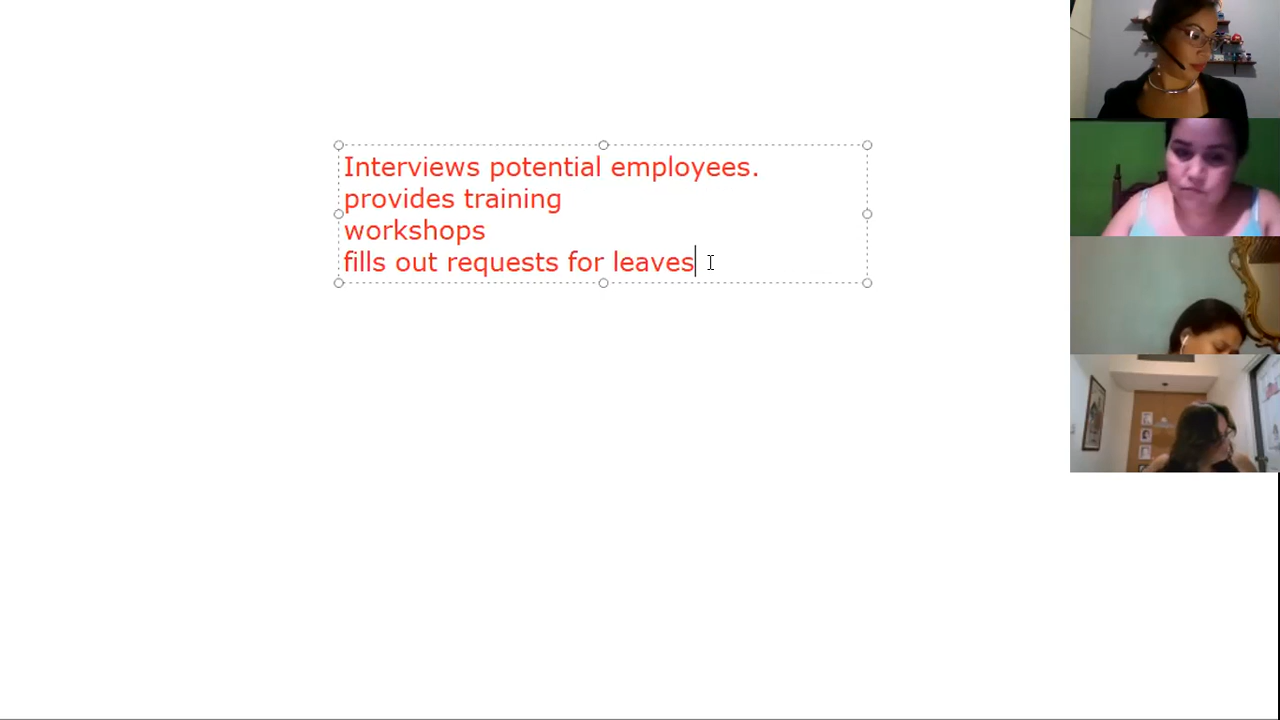 Interviews potential employees.
provides training
workshops
fills out requests for leaves